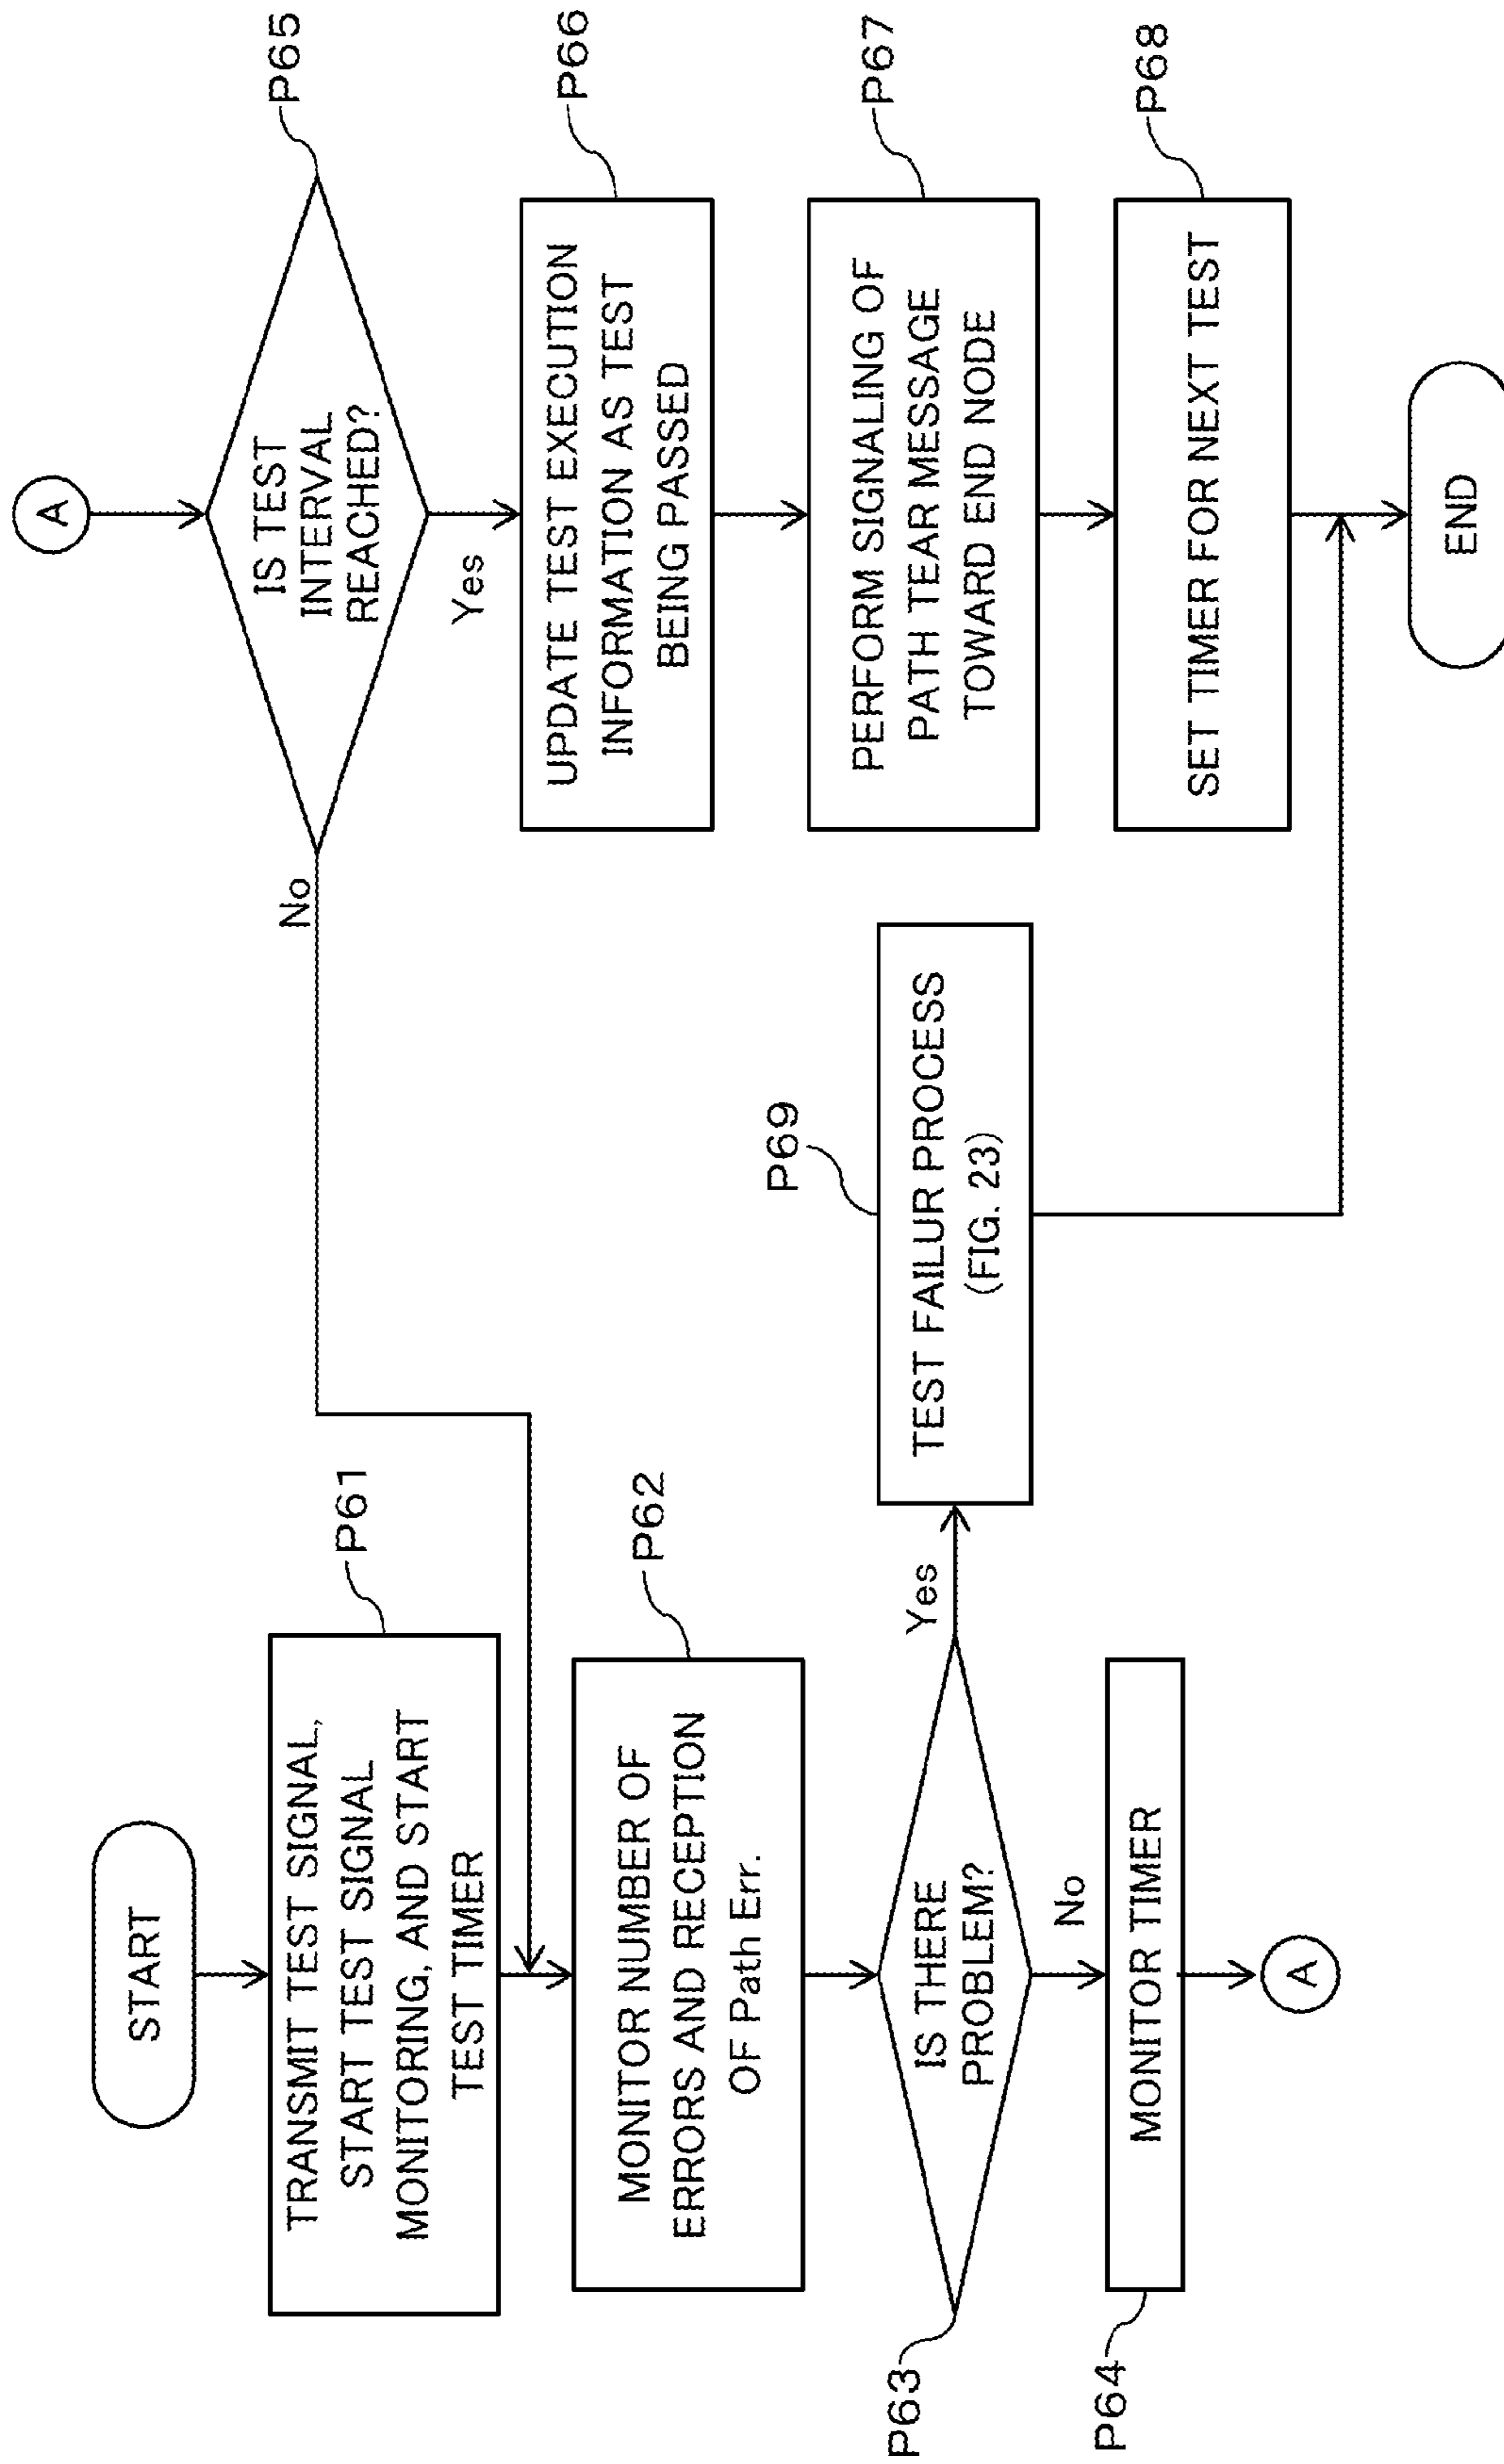 START
TRANSMIT TEST SIGNAL,
START TEST SIGNAL
MONITORING, AND START
TEST TIMER
P61
MONITOR NUMBER OF
ERRORS AND RECEPTION
OF Path Err.
P62
IS THERE
PROBLEM?
P63
Yes
No
MONITOR TIMER
P64
A
TEST FAILUR PROCESS
(FIG. 23)
P69
A
IS TEST
INTERVAL
REACHED?
P65
No
Yes
UPDATE TEST EXECUTION
INFORMATION AS TEST
BEING PASSED
P66
PERFORM SIGNALING OF
PATH TEAR MESSAGE
TOWARD END NODE
P67
SET TIMER FOR NEXT TEST
P68
END